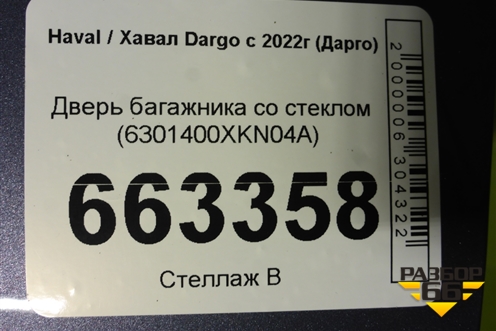 Haval / Хавал Dargo с 2022г (Дарго)
Дверь багажника со стеклом
(6301400XKN04A)
663358
Стеллаж В
2000006304322
РАЗБОР
66